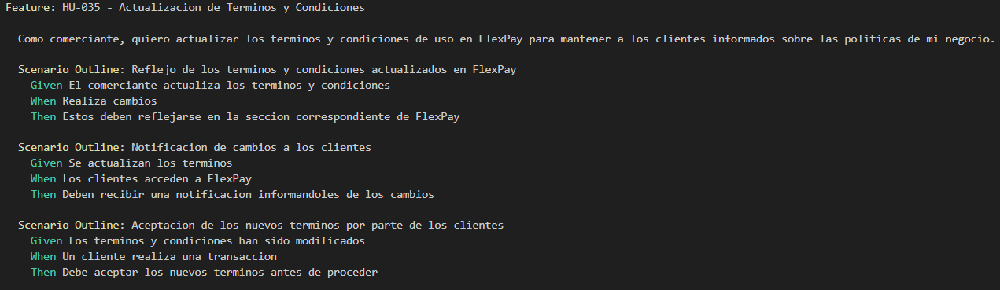 Feature: HU-035 - Actualizacion de Terminos y Condiciones
Como comerciante, quiero actualizar los terminos y condiciones de uso en FlexPay para mantener a los clientes informados sobre las politicas de mi negocio.
Scenario Outline: Reflejo de los terminos y condiciones actualizados en FlexPay
Given El comerciante actualiza los terminos y condiciones
When Realiza cambios
Then Estos deben reflejarse en la seccion correspondiente de FlexPay
Scenario Outline: Notificacion de cambios a los clientes
Given Se actualizan los terminos
When Los clientes acceden a FlexPay
Then Deben recibir una notificacion informandoles de los cambios
Scenario Outline: Aceptacion de los nuevos terminos por parte de los clientes
Given Los terminos y condiciones han sido modificados
When Un cliente realiza una transaccion
Then Debe aceptar los nuevos terminos antes de proceder